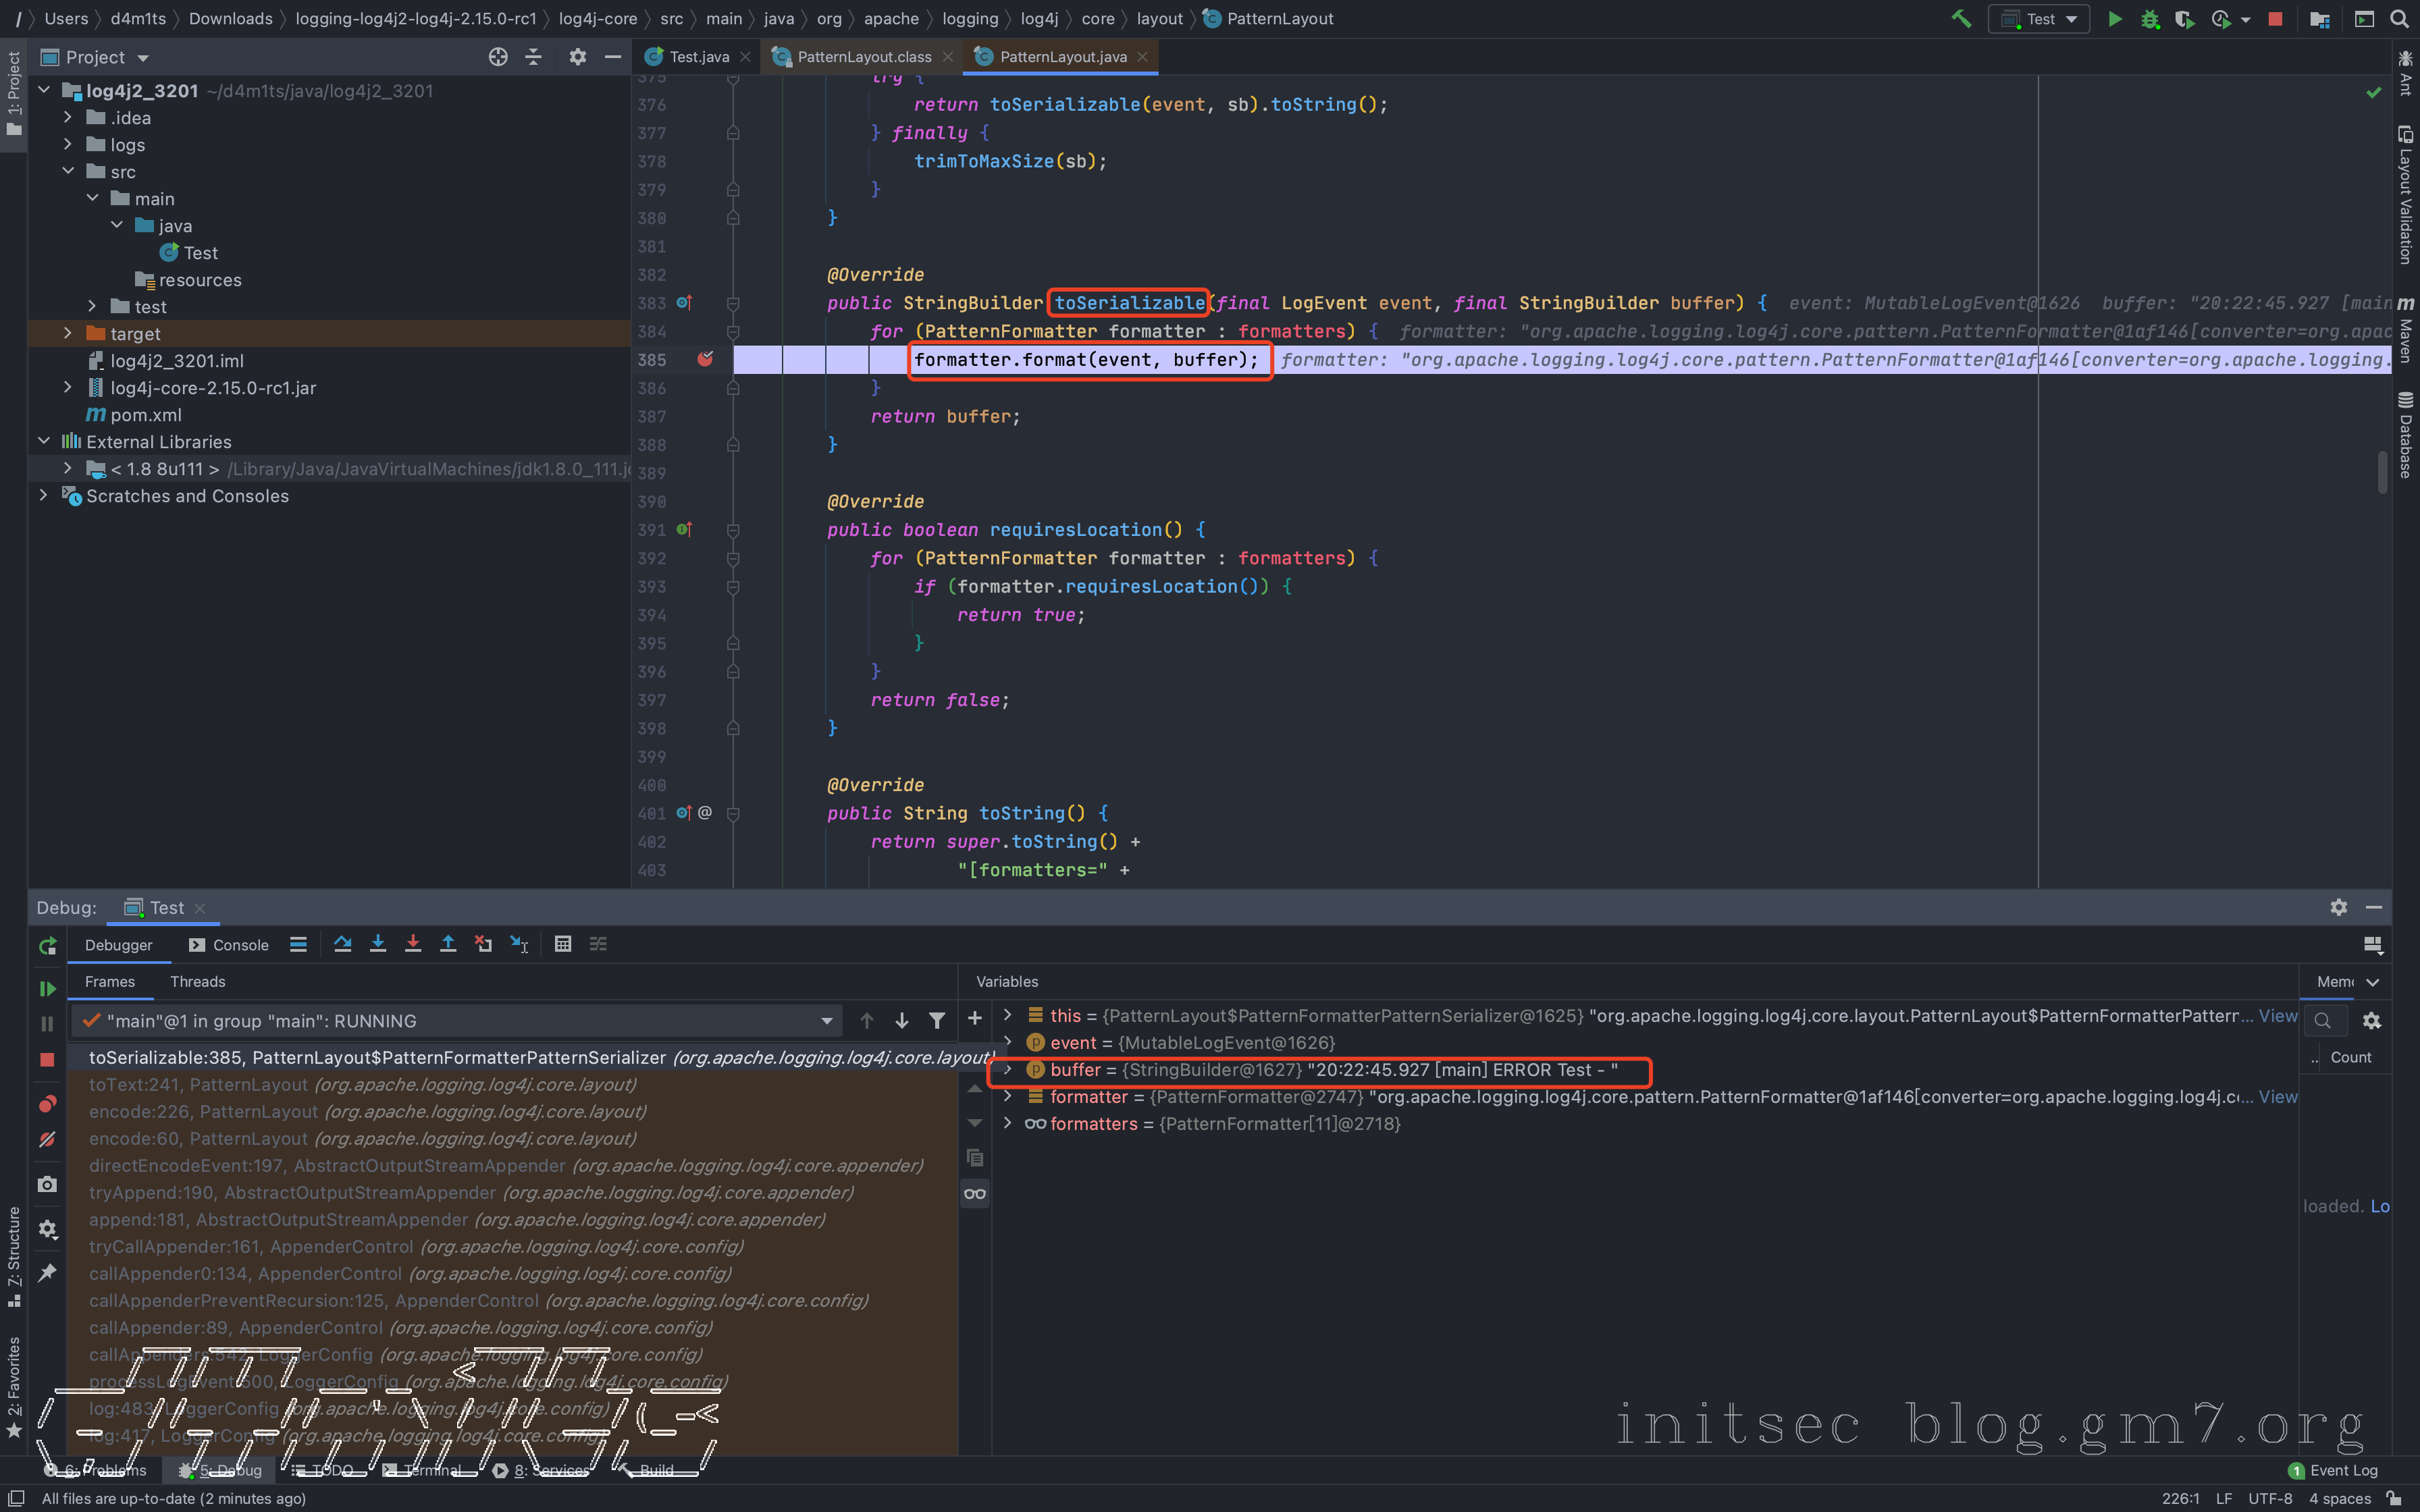 / Users d4m1ts Downloads logging-log4j2-log4j-2.15.0-rc1 log4j-core src main java org apache logging log4j core layout PatternLayout
Test
Project
Test.java
PatternLayout.class
PatternLayout.java
1: Project
log4j2_3201 ~/d4m1ts/java/log4j2_3201
.idea
logs
src
main
java
Test
resources
test
target
log4j2_3201.iml
log4j-core-2.15.0-rc1.jar
pom.xml
External Libraries
< 1.8 8u111 > /Library/Java/JavaVirtualMachines/jdk1.8.0_111.j
Scratches and Consoles
375 try {
376 return toSerializable(event, sb).toString();
377 } finally {
378 trimToMaxSize(sb);
379 }
380 }
381
382 @Override
383 public StringBuilder toSerializable(final LogEvent event, final StringBuilder buffer) { event: MutableLogEvent@1626 buffer: "20:22:45.927 [main
384 for (PatternFormatter formatter : formatters) { formatter: "org.apache.logging.log4j.core.pattern.PatternFormatter@1af146[converter=org.apac
385 formatter.format(event, buffer); formatter: "org.apache.logging.log4j.core.pattern.PatternFormatter@1af146[converter=org.apache.logging.
386 }
387 return buffer;
388 }
389
390 @Override
391 public boolean requiresLocation() {
392 for (PatternFormatter formatter : formatters) {
393 if (formatter.requiresLocation()) {
394 return true;
395 }
396 }
397 return false;
398 }
399
400 @Override
401 @ public String toString() {
402 return super.toString() +
403 "[formatters=" +
Ant
Layout Validation
Maven
Database
Debug: Test
Debugger Console
Frames Threads
Variables
Mem
"main"@1 in group "main": RUNNING
toSerializable:385, PatternLayout$PatternFormatterPatternSerializer (org.apache.logging.log4j.core.layout)
toText:241, PatternLayout (org.apache.logging.log4j.core.layout)
encode:226, PatternLayout (org.apache.logging.log4j.core.layout)
encode:60, PatternLayout (org.apache.logging.log4j.core.layout)
directEncodeEvent:197, AbstractOutputStreamAppender (org.apache.logging.log4j.core.appender)
tryAppend:190, AbstractOutputStreamAppender (org.apache.logging.log4j.core.appender)
append:181, AbstractOutputStreamAppender (org.apache.logging.log4j.core.appender)
tryCallAppender:161, AppenderControl (org.apache.logging.log4j.core.config)
callAppender0:134, AppenderControl (org.apache.logging.log4j.core.config)
callAppenderPreventRecursion:125, AppenderControl (org.apache.logging.log4j.core.config)
callAppender:89, AppenderControl (org.apache.logging.log4j.core.config)
callAppenders:542, LoggerConfig (org.apache.logging.log4j.core.config)
processLogEvent:500, LoggerConfig (org.apache.logging.log4j.core.config)
log:483, LoggerConfig (org.apache.logging.log4j.core.config)
log:417, LoggerConfig (org.apache.logging.log4j.core.config)
this = {PatternLayout$PatternFormatterPatternSerializer@1625} "org.apache.logging.log4j.core.layout.PatternLayout$PatternFormatterPattern... View
event = {MutableLogEvent@1626}
buffer = {StringBuilder@1627} "20:22:45.927 [main] ERROR Test - "
formatter = {PatternFormatter@2747} "org.apache.logging.log4j.core.pattern.PatternFormatter@1af146[converter=org.apache.logging.log4j.c... View
formatters = {PatternFormatter[11]@2718}
.. Count
loaded. Lo
7: Structure
2: Favorites
initsec blog.gm7.org
6: Problems 5: Debug TODO Terminal 8: Services Build
1 Event Log
All files are up-to-date (2 minutes ago)
226:1 LF UTF-8 4 spaces